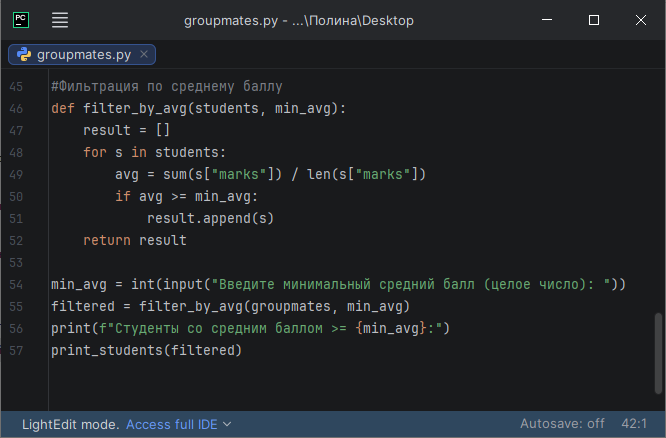 PC groupmates.py - ...\Полина\Desktop
groupmates.py
45 #Фильтрация по среднему баллу
46 def filter_by_avg(students, min_avg):
47     result = []
48     for s in students:
49         avg = sum(s["marks"]) / len(s["marks"])
50         if avg >= min_avg:
51             result.append(s)
52     return result
53
54 min_avg = int(input("Введите минимальный средний балл (целое число): "))
55 filtered = filter_by_avg(groupmates, min_avg)
56 print(f"Студенты со средним баллом >= {min_avg}:")
57 print_students(filtered)
LightEdit mode. Access full IDE Autosave: off 42:1